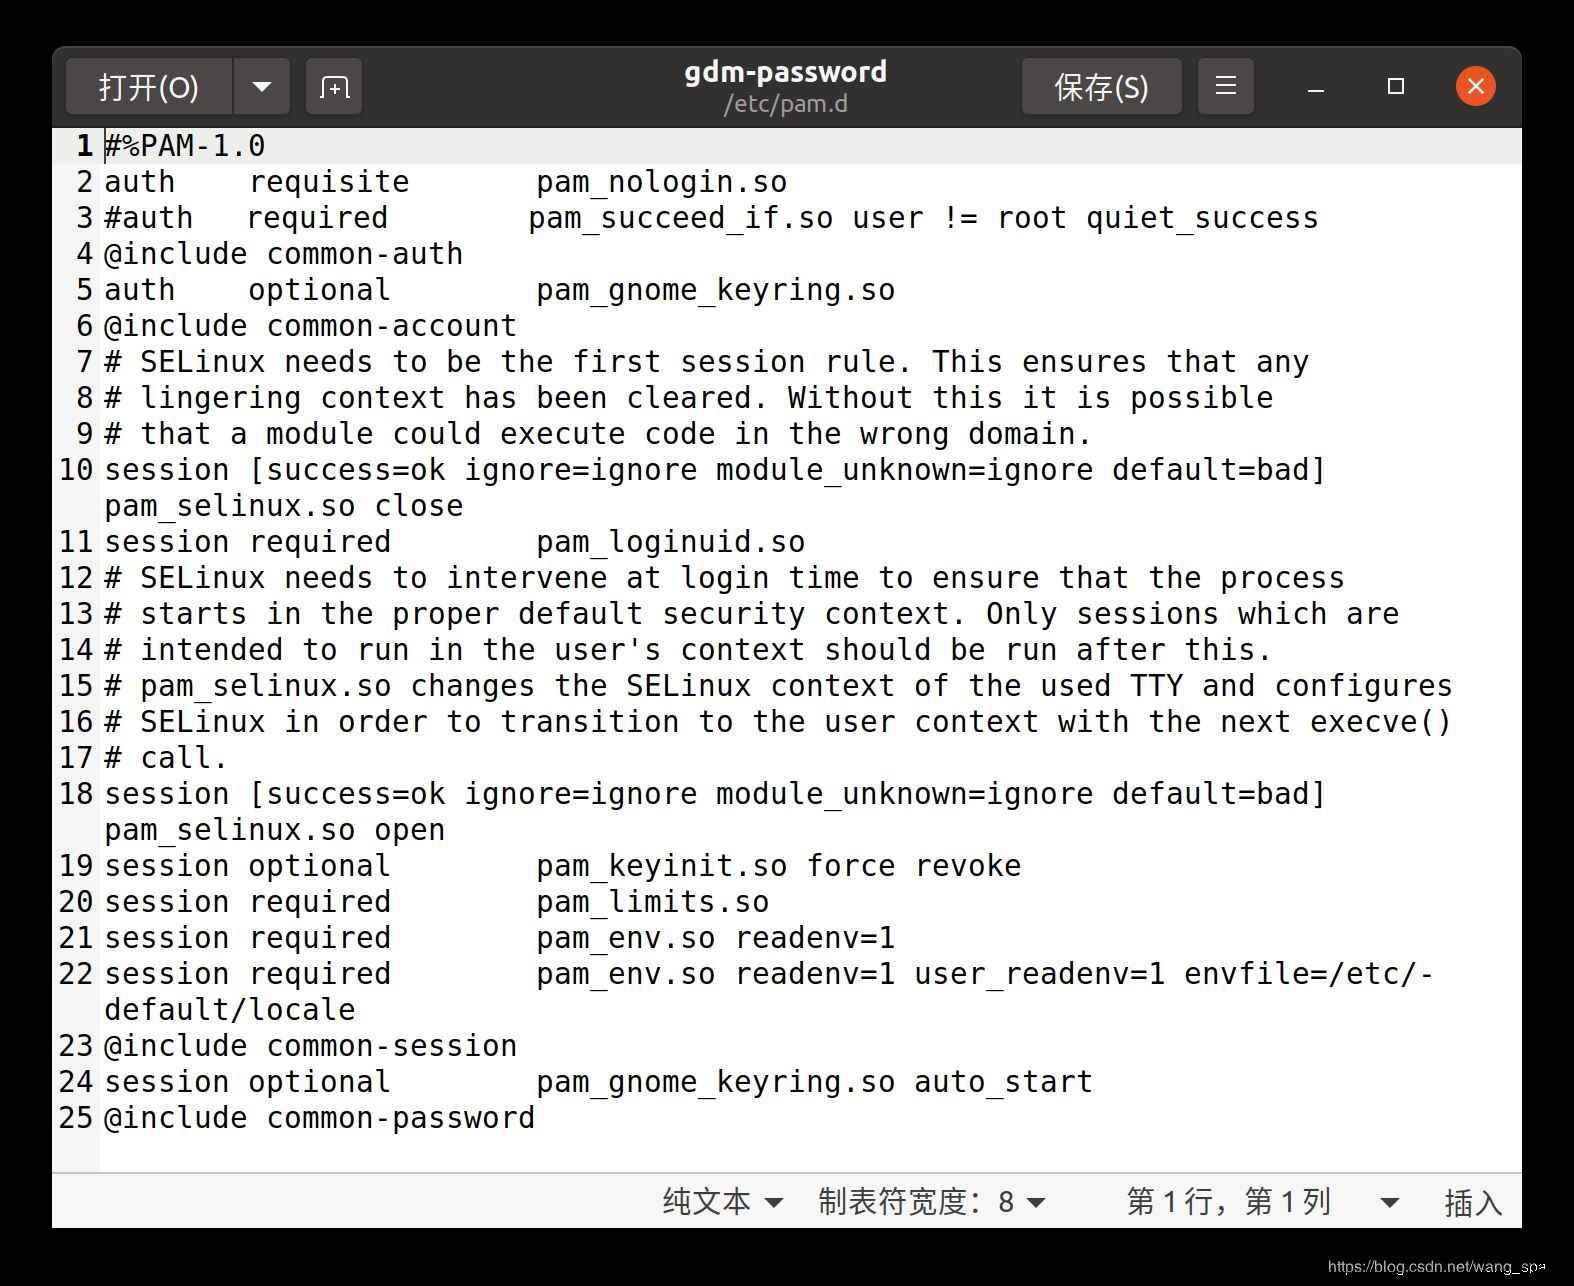 打开(O)
gdm-password
/etc/pam.d
保存(S)
1 #%PAM-1.0
2 auth    requisite       pam_nologin.so
3 #auth   required        pam_succeed_if.so user != root quiet_success
4 @include common-auth
5 auth    optional        pam_gnome_keyring.so
6 @include common-account
7 # SELinux needs to be the first session rule. This ensures that any
8 # lingering context has been cleared. Without this it is possible
9 # that a module could execute code in the wrong domain.
10 session [success=ok ignore=ignore module_unknown=ignore default=bad]
pam_selinux.so close
11 session required        pam_loginuid.so
12 # SELinux needs to intervene at login time to ensure that the process
13 # starts in the proper default security context. Only sessions which are
14 # intended to run in the user's context should be run after this.
15 # pam_selinux.so changes the SELinux context of the used TTY and configures
16 # SELinux in order to transition to the user context with the next execve()
17 # call.
18 session [success=ok ignore=ignore module_unknown=ignore default=bad]
pam_selinux.so open
19 session optional        pam_keyinit.so force revoke
20 session required        pam_limits.so
21 session required        pam_env.so readenv=1
22 session required        pam_env.so readenv=1 user_readenv=1 envfile=/etc/-
default/locale
23 @include common-session
24 session optional        pam_gnome_keyring.so auto_start
25 @include common-password
纯文本 制表符宽度：8 第 1 行，第 1 列 插入